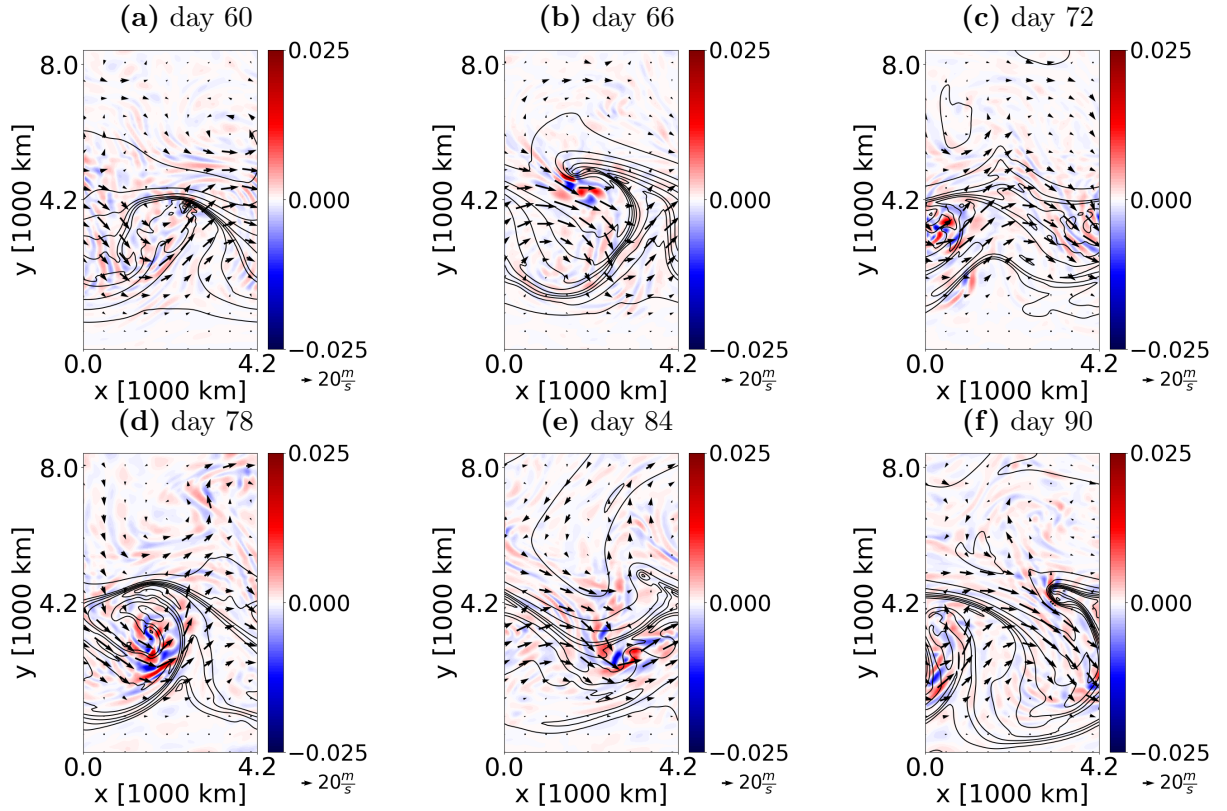 (a) day 60
(b) day 66
(c) day 72
8.0
4.2
y [1000 km]
0.0
4.2
x [1000 km]
0.025
0.000
−0.025
20 m/s
8.0
4.2
y [1000 km]
0.0
4.2
x [1000 km]
0.025
0.000
−0.025
20 m/s
8.0
4.2
y [1000 km]
0.0
4.2
x [1000 km]
0.025
0.000
−0.025
20 m/s
(d) day 78
(e) day 84
(f) day 90
8.0
4.2
y [1000 km]
0.0
4.2
x [1000 km]
0.025
0.000
−0.025
20 m/s
8.0
4.2
y [1000 km]
0.0
4.2
x [1000 km]
0.025
0.000
−0.025
20 m/s
8.0
4.2
y [1000 km]
0.0
4.2
x [1000 km]
0.025
0.000
−0.025
20 m/s